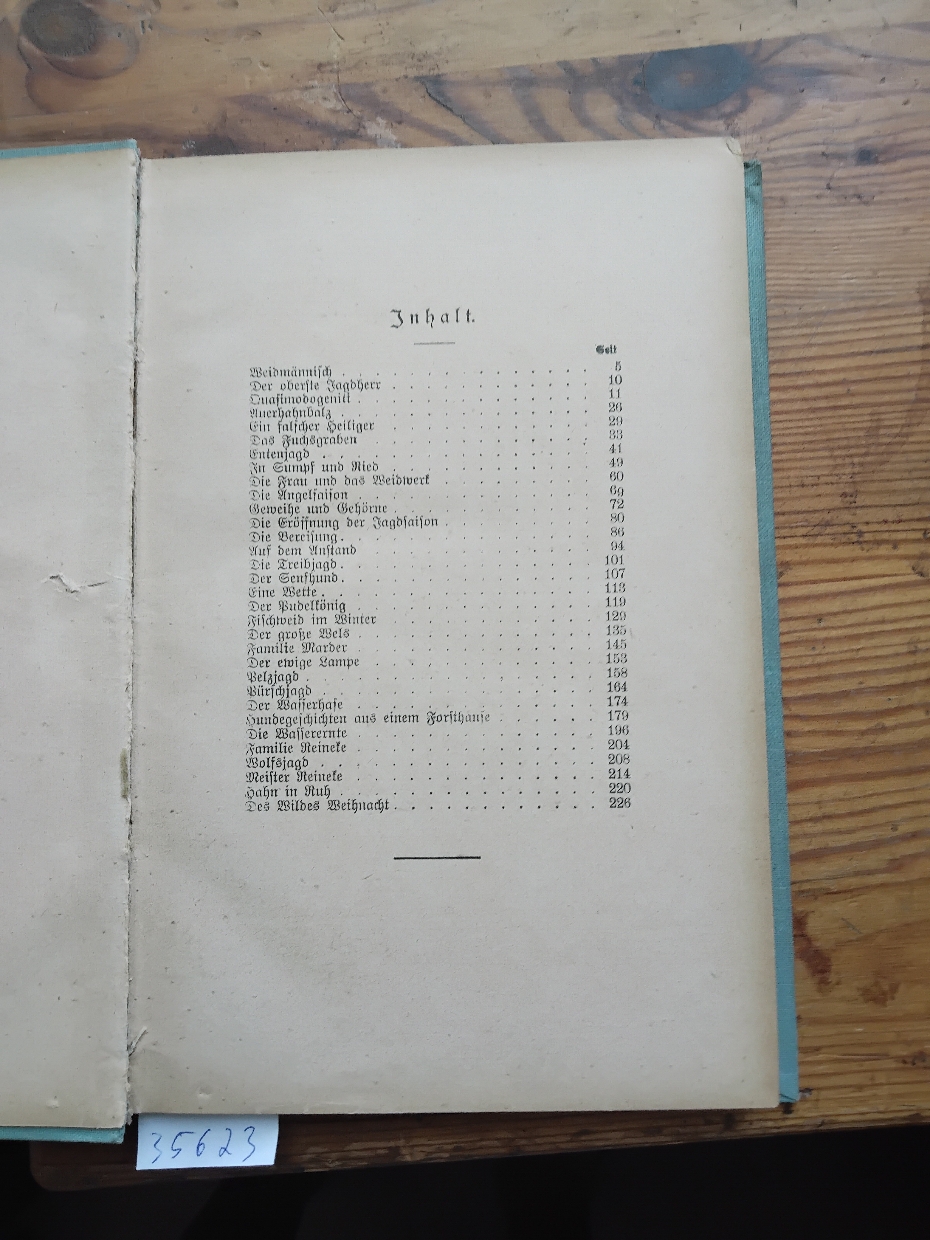 Inhalt.
Seite
Weidmännisch . . . . . . . . . . . . . 5
Der oberste Jagdherr . . . . . . . . . . . 10
Quasimodogeniti . . . . . . . . . . . . 11
Auerhahnbalz . . . . . . . . . . . . . 26
Ein falscher Heiliger . . . . . . . . . . . 29
Das Fuchsgraben . . . . . . . . . . . . 33
Entenjagd . . . . . . . . . . . . . . 41
In Sumpf und Ried . . . . . . . . . . . 49
Die Frau und das Weidwerk . . . . . . . . . 60
Die Angelsaison . . . . . . . . . . . . 69
Geweihe und Gehörne . . . . . . . . . . . 72
Die Eröffnung der Jagdsaison . . . . . . . . 80
Die Bereisung . . . . . . . . . . . . . 86
Auf dem Anstand . . . . . . . . . . . . 94
Die Treibjagd . . . . . . . . . . . . . 101
Der Senfhund . . . . . . . . . . . . . 107
Eine Wette . . . . . . . . . . . . . . 113
Der Pudelkönig . . . . . . . . . . . . 119
Fischweid im Winter . . . . . . . . . . . 129
Der große Wels . . . . . . . . . . . . 135
Familie Marder . . . . . . . . . . . . 145
Der ewige Lampe . . . . . . . . . . . . 153
Pelzjagd . . . . . . . . . . . . . . 158
Pürschjagd . . . . . . . . . . . . . . 164
Der Wasserhase . . . . . . . . . . . . 174
Hundegeschichten aus einem Forsthause . . . . . . 179
Die Wasserernte . . . . . . . . . . . . 196
Familie Reineke . . . . . . . . . . . . 204
Wolfsjagd . . . . . . . . . . . . . . 208
Meister Reineke . . . . . . . . . . . . 214
Hahn in Ruh . . . . . . . . . . . . . 220
Des Wildes Weihnacht . . . . . . . . . . . 226
35623